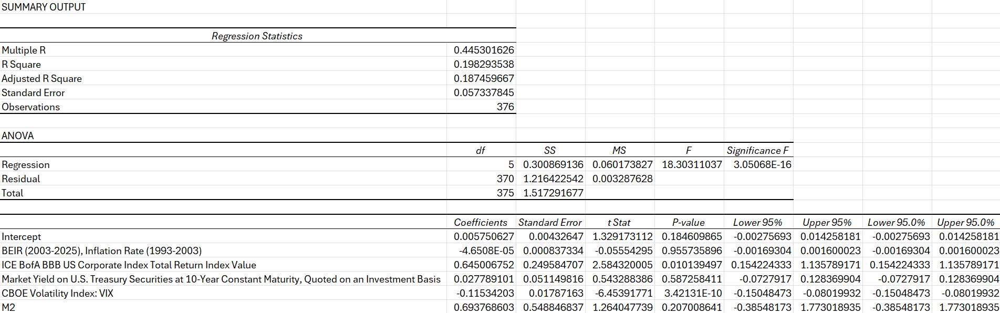 SUMMARY OUTPUT
Regression Statistics
Multiple R 0.445301626
R Square 0.198293538
Adjusted R Square 0.187459667
Standard Error 0.057337845
Observations 376
ANOVA
df SS MS F Significance F
Regression 5 0.300869136 0.060173827 18.30311037 3.05068E-16
Residual 370 1.216422542 0.003287628
Total 375 1.517291677
Coefficients Standard Error t Stat P-value Lower 95% Upper 95% Lower 95.0% Upper 95.0%
Intercept 0.005750627 0.00432647 1.329173112 0.184609865 -0.00275693 0.014258181 -0.00275693 0.014258181
BEIR (2003-2025), Inflation Rate (1993-2003) -4.6508E-05 0.000837334 -0.05554295 0.955735896 -0.00169304 0.001600023 -0.00169304 0.001600023
ICE BofA BBB US Corporate Index Total Return Index Value 0.645006752 0.249584707 2.584320005 0.010139497 0.154224333 1.135789171 0.154224333 1.135789171
Market Yield on U.S. Treasury Securities at 10-Year Constant Maturity, Quoted on an Investment Basis 0.027789101 0.051149816 0.543288386 0.587258411 -0.0727917 0.128369904 -0.0727917 0.128369904
CBOE Volatility Index: VIX -0.11534203 0.01787163 -6.45391771 3.42131E-10 -0.15048473 -0.08019932 -0.15048473 -0.08019932
M2 0.693768603 0.548846837 1.264047739 0.207008641 -0.38548173 1.773018935 -0.38548173 1.773018935